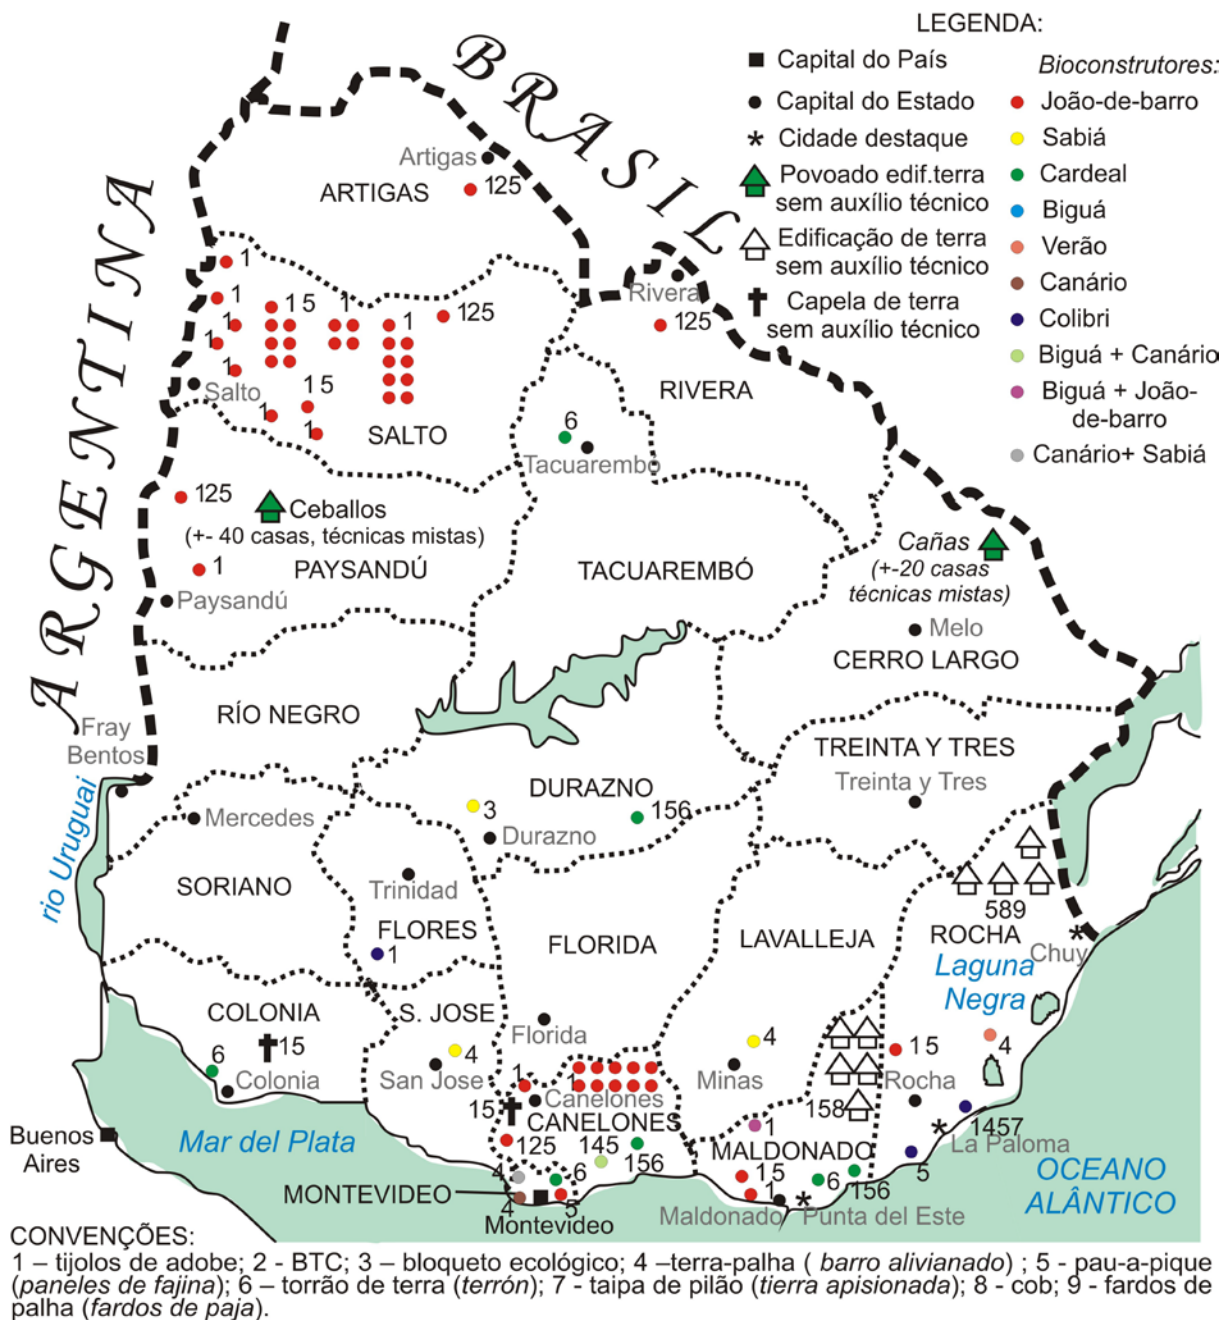 LEGENDA:
Capital do País
Capital do Estado
Cidade destaque
Povoado edif.terra
sem auxílio técnico
Edificação de terra
sem auxílio técnico
Capela de terra
sem auxílio técnico
Bioconstrutores:
João-de-barro
Sabiá
Cardeal
Biguá
Verão
Canário
Colibri
Biguá + Canário
Biguá + João-
de-barro
Canário+ Sabiá
BRASIL
ARGENTINA
Artigas
ARTIGAS
125
1
1
15
1
1
125
1
1
1
15
1
1
Salto
SALTO
Rivera
125
RIVERA
6
Tacuarembo
125
Ceballos
(+- 40 casas, técnicas mistas)
1
PAYSANDÚ
Paysandú
TACUAREMBÓ
Cañas
(+-20 casas
técnicas mistas)
Melo
CERRO LARGO
RÍO NEGRO
Fray
Bentos
rio Uruguai
TREINTA Y TRES
Treinta y Tres
DURAZNO
3
156
Durazno
Mercedes
SORIANO
Trinidad
FLORES
1
FLORIDA
LAVALLEJA
589
ROCHA
Chuy
Laguna
Negra
COLONIA
15
6
Colonia
S. JOSE
4
San Jose
Florida
1
1
Canelones
15
CANELONES
125
145
156
4
Minas
158
1
MALDONADO
15
Rocha
4
1457
La Paloma
5
Buenos
Aires
Mar del Plata
MONTEVIDEO
4
4
6
5
Montevideo
15
1
6
156
Maldonado
Punta del Este
OCEANO
ALÂNTICO
CONVENÇÕES:
1 – tijolos de adobe; 2 - BTC; 3 – bloqueto ecológico; 4 –terra-palha ( barro alivianado) ; 5 - pau-a-pique
(paneles de fajina); 6 – torrão de terra (terrón); 7 - taipa de pilão (tierra apisionada); 8 - cob; 9 - fardos de
palha (fardos de paja).